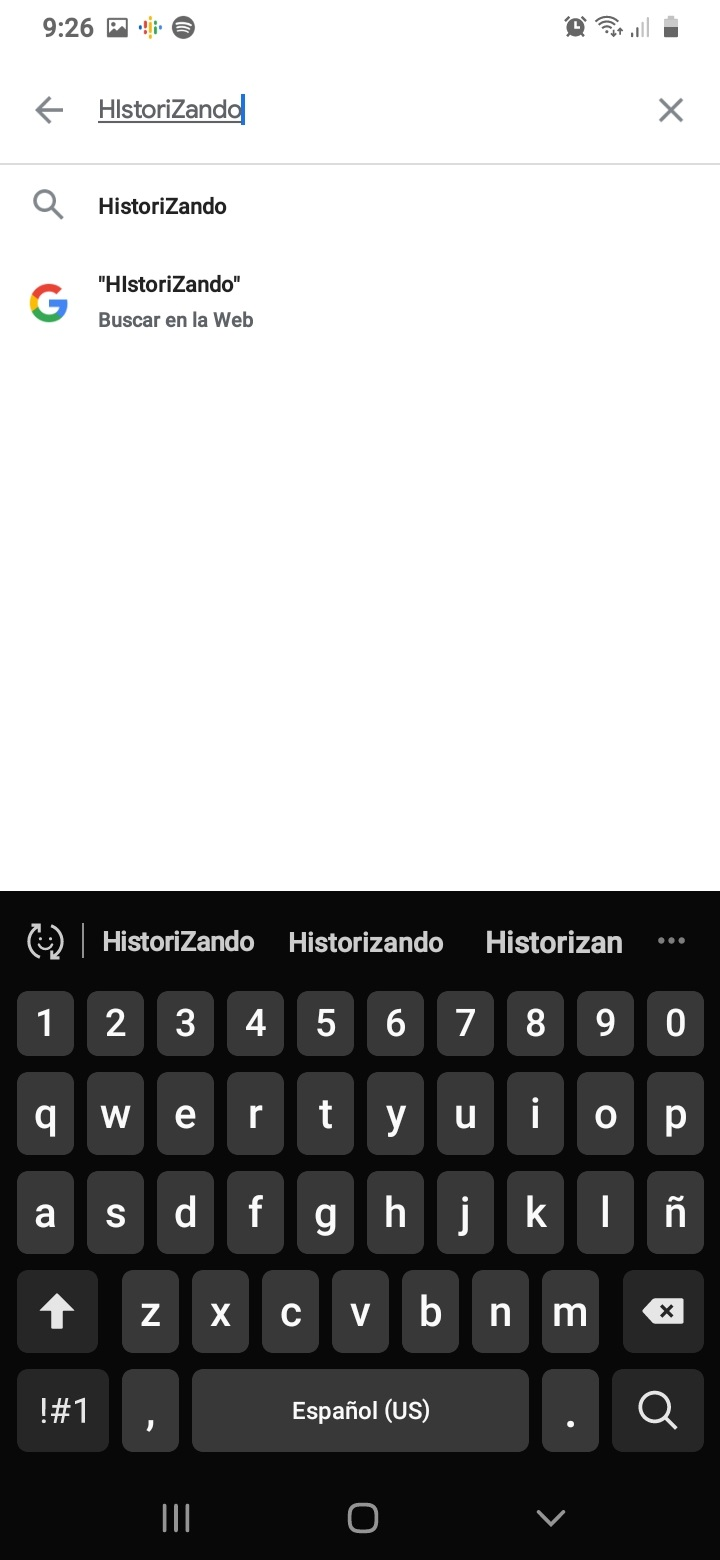 9:26
HIstoriZando
HistoriZando
"HIstoriZando"
Buscar en la Web
HistoriZando Historizando Historizan
1 2 3 4 5 6 7 8 9 0
q w e r t y u i o p
a s d f g h j k l ñ
z x c v b n m
!#1 , Español (US) .